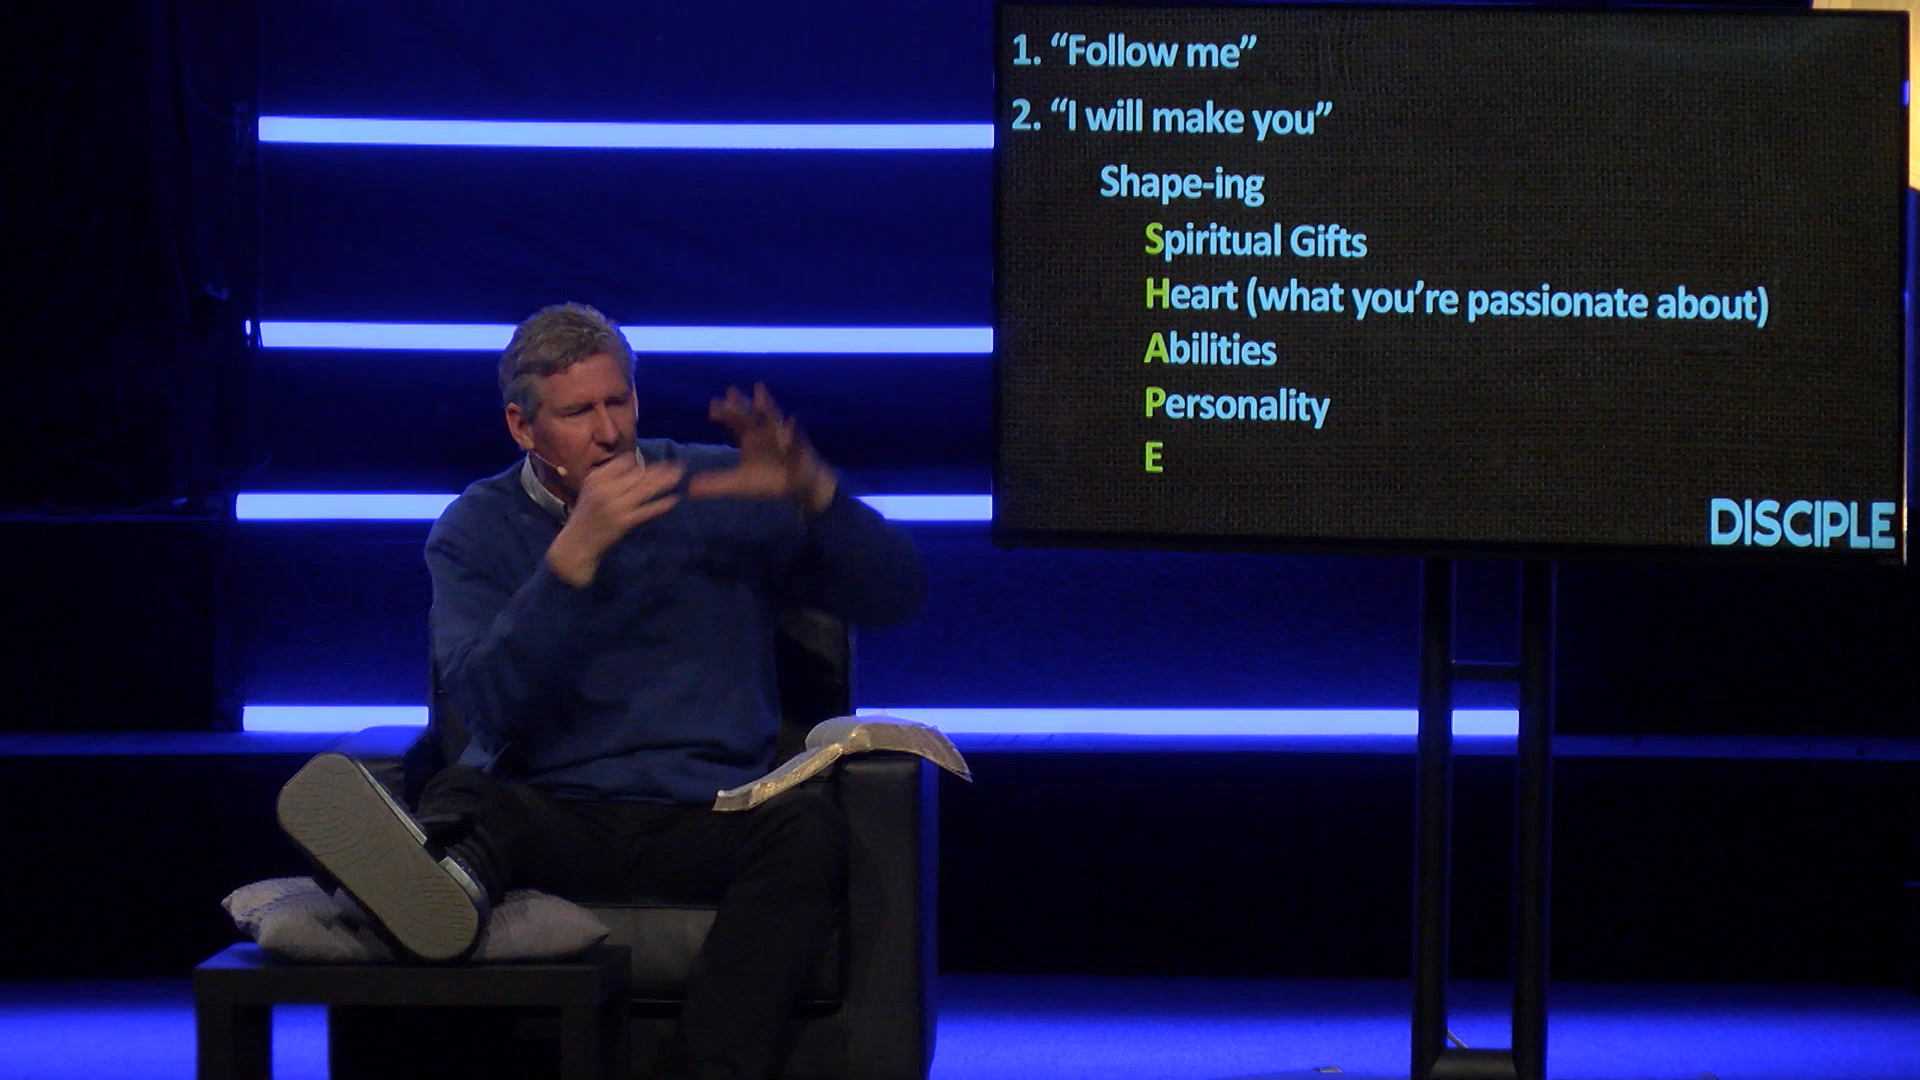 1. “Follow me”
2. “I will make you”
Shape-ing
Spiritual Gifts
Heart (what you’re passionate about)
Abilities
Personality
E
DISCIPLE